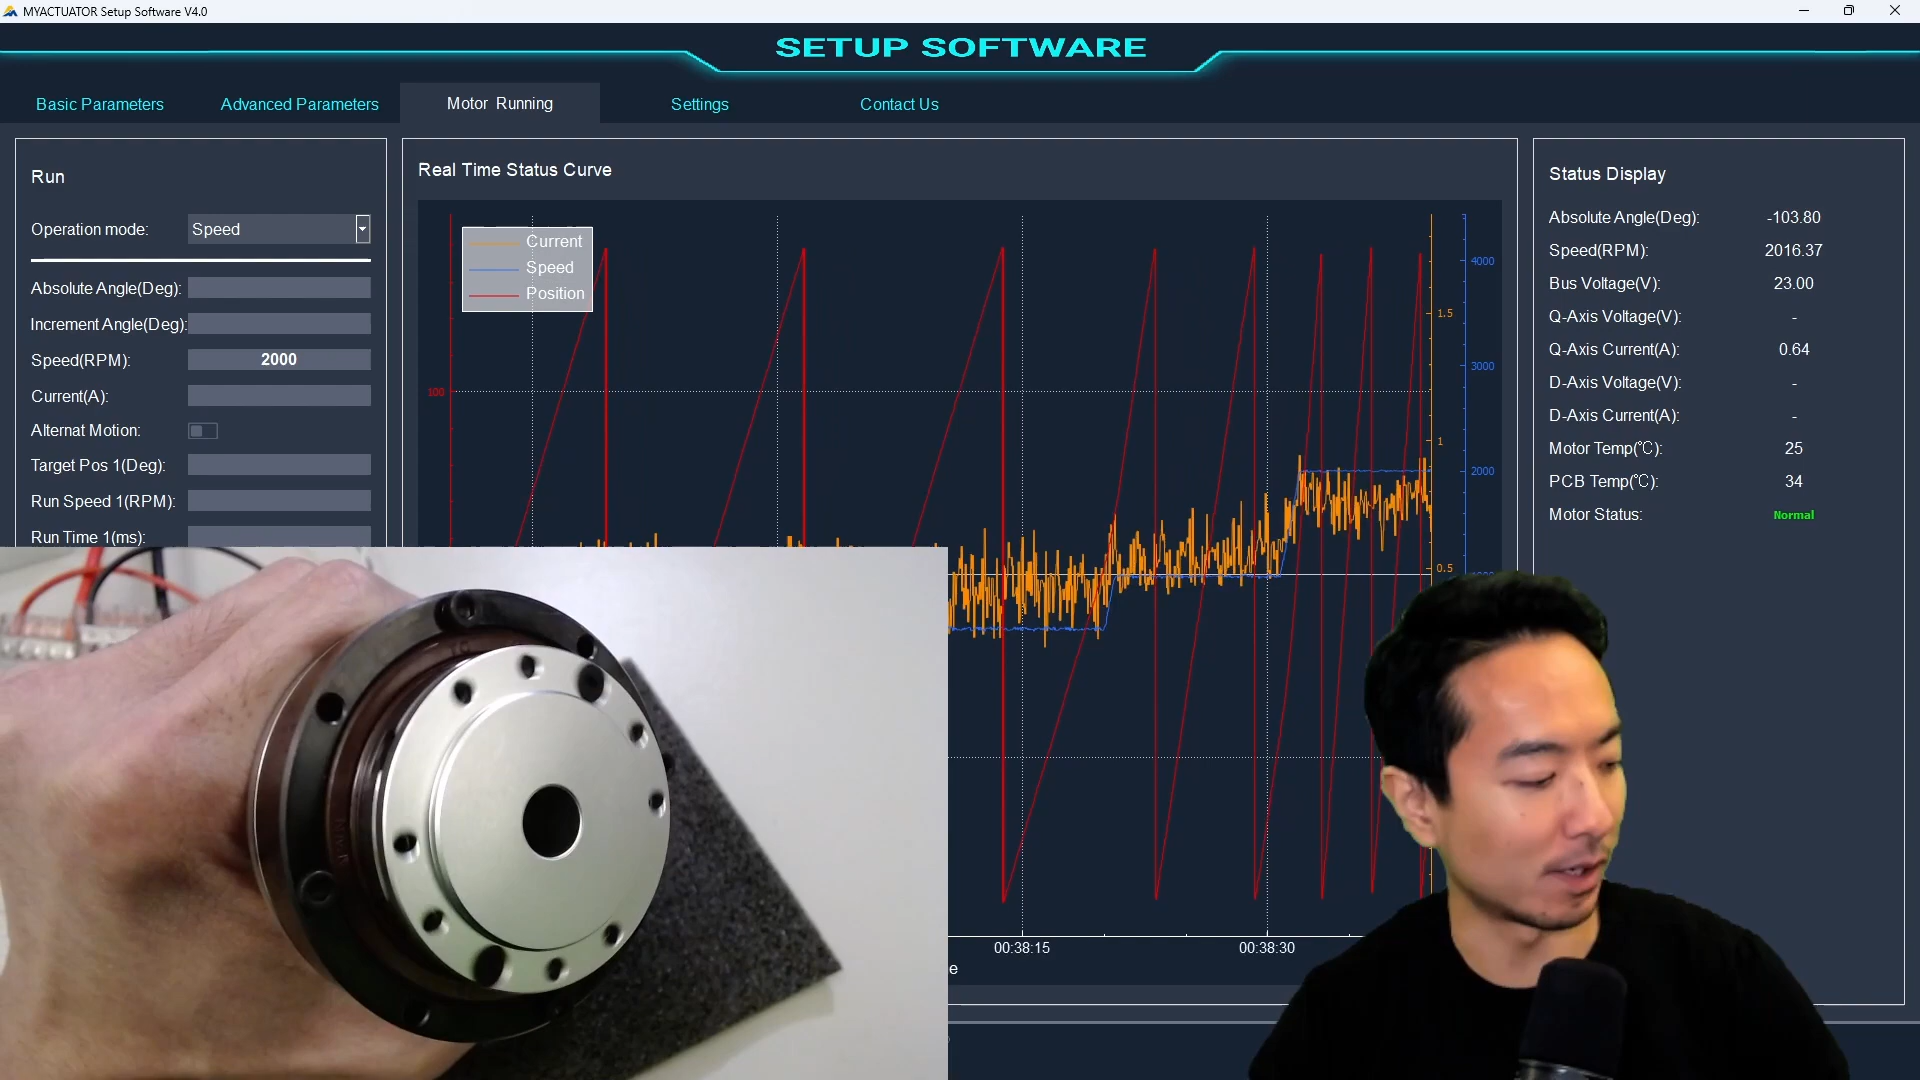 MYACTUATOR Setup Software V4.0
SETUP SOFTWARE
Basic Parameters
Advanced Parameters
Motor Running
Settings
Contact Us
Run
Operation mode:
Speed
Absolute Angle(Deg):
Increment Angle(Deg):
Speed(RPM):
2000
Current(A):
Alternat Motion:
Target Pos 1(Deg):
Run Speed 1(RPM):
Run Time 1(ms):
Real Time Status Curve
Current
Speed
Position
100
1.5
1
0.5
4000
3000
2000
00:38:15
00:38:30
e
Status Display
Absolute Angle(Deg): -103.80
Speed(RPM): 2016.37
Bus Voltage(V): 23.00
Q-Axis Voltage(V): -
Q-Axis Current(A): 0.64
D-Axis Voltage(V): -
D-Axis Current(A): -
Motor Temp(℃): 25
PCB Temp(℃): 34
Motor Status: Normal